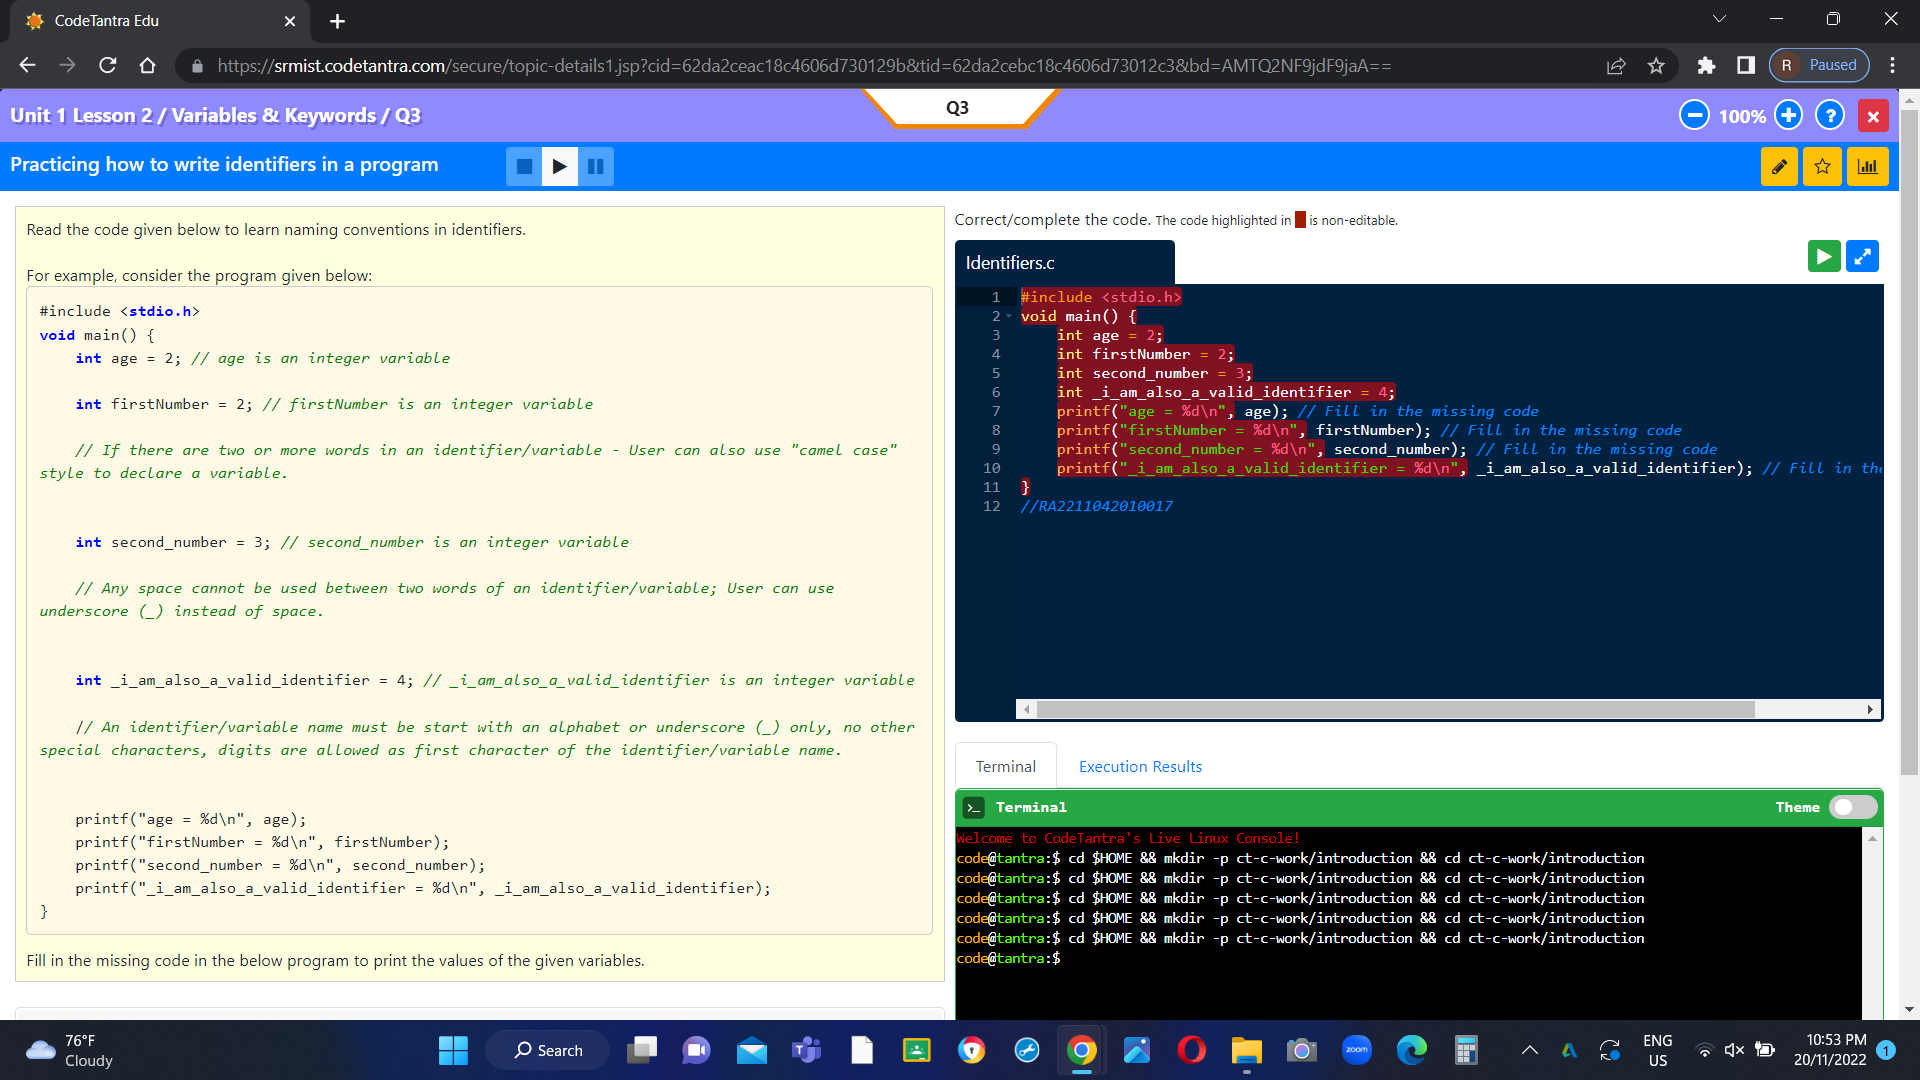 CodeTantra Edu
https://srmist.codetantra.com/secure/topic-details1.jsp?cid=62da2ceac18c4606d730129b&tid=62da2cebc18c4606d73012c3&bd=AMTQ2NF9jdF9jaA==
R Paused
Unit 1 Lesson 2 / Variables & Keywords / Q3
Q3
100%
?
Practicing how to write identifiers in a program
Read the code given below to learn naming conventions in identifiers.
For example, consider the program given below:
#include <stdio.h>
void main() {
int age = 2; // age is an integer variable
int firstNumber = 2; // firstNumber is an integer variable
// If there are two or more words in an identifier/variable - User can also use "camel case"
style to declare a variable.
int second_number = 3; // second_number is an integer variable
// Any space cannot be used between two words of an identifier/variable; User can use
underscore (_) instead of space.
int _i_am_also_a_valid_identifier = 4; // _i_am_also_a_valid_identifier is an integer variable
// An identifier/variable name must be start with an alphabet or underscore (_) only, no other
special characters, digits are allowed as first character of the identifier/variable name.
printf("age = %d\n", age);
printf("firstNumber = %d\n", firstNumber);
printf("second_number = %d\n", second_number);
printf("_i_am_also_a_valid_identifier = %d\n", _i_am_also_a_valid_identifier);
}
Fill in the missing code in the below program to print the values of the given variables.
Correct/complete the code. The code highlighted in is non-editable.
Identifiers.c
1 #include <stdio.h>
2 void main() {
3 int age = 2;
4 int firstNumber = 2;
5 int second_number = 3;
6 int _i_am_also_a_valid_identifier = 4;
7 printf("age = %d\n", age); // Fill in the missing code
8 printf("firstNumber = %d\n", firstNumber); // Fill in the missing code
9 printf("second_number = %d\n", second_number); // Fill in the missing code
10 printf("_i_am_also_a_valid_identifier = %d\n", _i_am_also_a_valid_identifier); // Fill in the
11 }
12 //RA2211042010017
Terminal Execution Results
Terminal Theme
Welcome to CodeTantra's Live Linux Console!
code@tantra:$ cd $HOME && mkdir -p ct-c-work/introduction && cd ct-c-work/introduction
code@tantra:$ cd $HOME && mkdir -p ct-c-work/introduction && cd ct-c-work/introduction
code@tantra:$ cd $HOME && mkdir -p ct-c-work/introduction && cd ct-c-work/introduction
code@tantra:$ cd $HOME && mkdir -p ct-c-work/introduction && cd ct-c-work/introduction
code@tantra:$ cd $HOME && mkdir -p ct-c-work/introduction && cd ct-c-work/introduction
code@tantra:$
76°F
Cloudy
Search
zoom
ENG
US
10:53 PM
20/11/2022
1